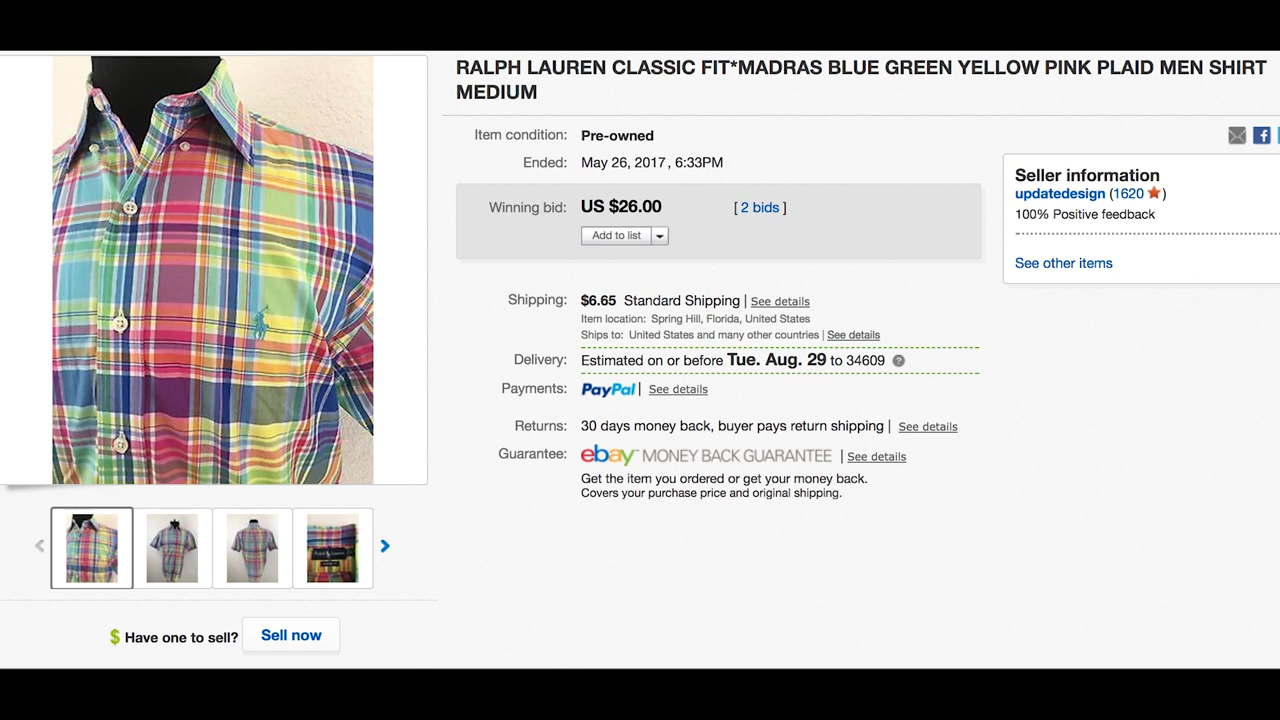 RALPH LAUREN CLASSIC FIT*MADRAS BLUE GREEN YELLOW PINK PLAID MEN SHIRT
MEDIUM
Item condition: Pre-owned
Ended: May 26, 2017, 6:33PM
Winning bid: US $26.00 [ 2 bids ]
Add to list
Seller information
updatedesign (1620 )
100% Positive feedback
See other items
Shipping: $6.65 Standard Shipping | See details
Item location: Spring Hill, Florida, United States
Ships to: United States and many other countries | See details
Delivery: Estimated on or before Tue. Aug. 29 to 34609 ?
Payments: PayPal | See details
Returns: 30 days money back, buyer pays return shipping | See details
Guarantee: ebay™ MONEY BACK GUARANTEE | See details
Get the item you ordered or get your money back.
Covers your purchase price and original shipping.
$ Have one to sell? Sell now